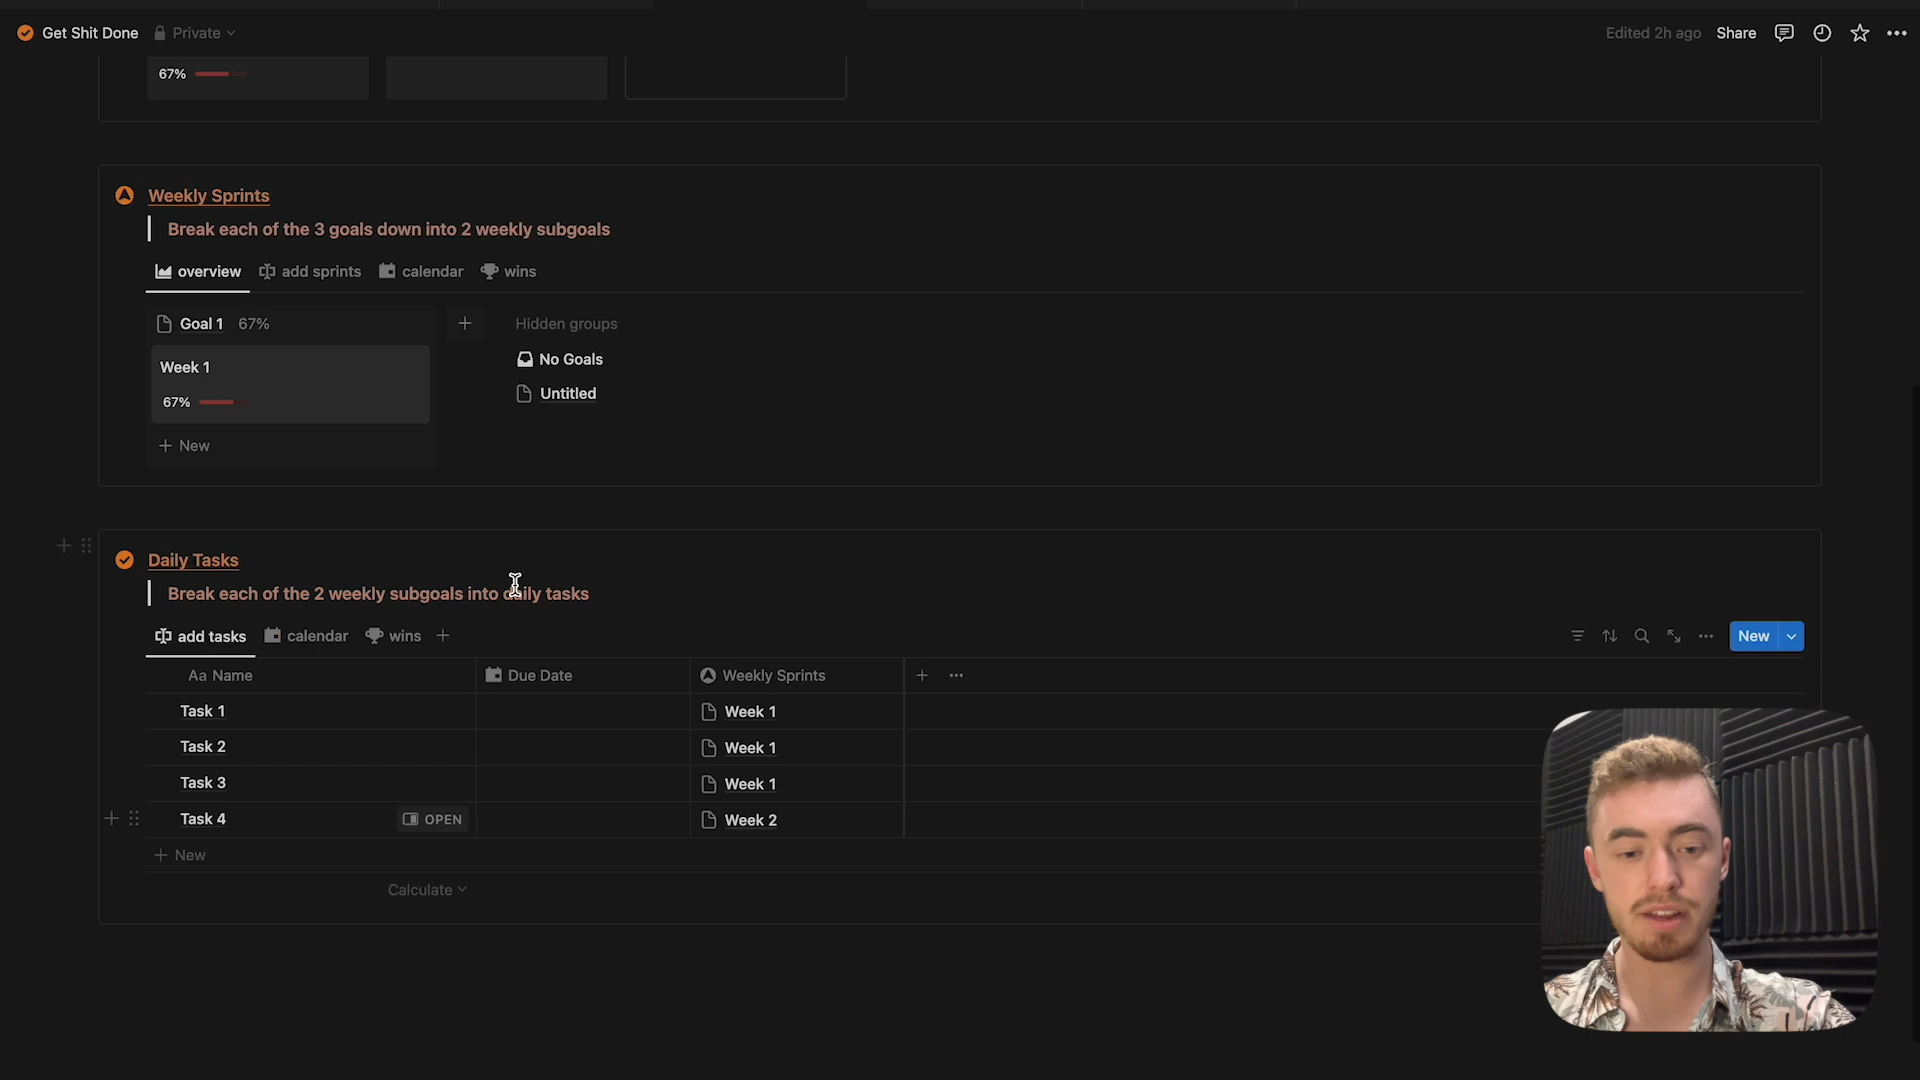 Get Shit Done Private Edited 2h ago Share
67%
Weekly Sprints
Break each of the 3 goals down into 2 weekly subgoals
overview add sprints calendar wins
Goal 1 67% Hidden groups
Week 1 No Goals
67% Untitled
New
Daily Tasks
Break each of the 2 weekly subgoals into daily tasks
add tasks calendar wins New
Aa Name Due Date Weekly Sprints
Task 1 Week 1
Task 2 Week 1
Task 3 Week 1
Task 4 OPEN Week 2
New
Calculate